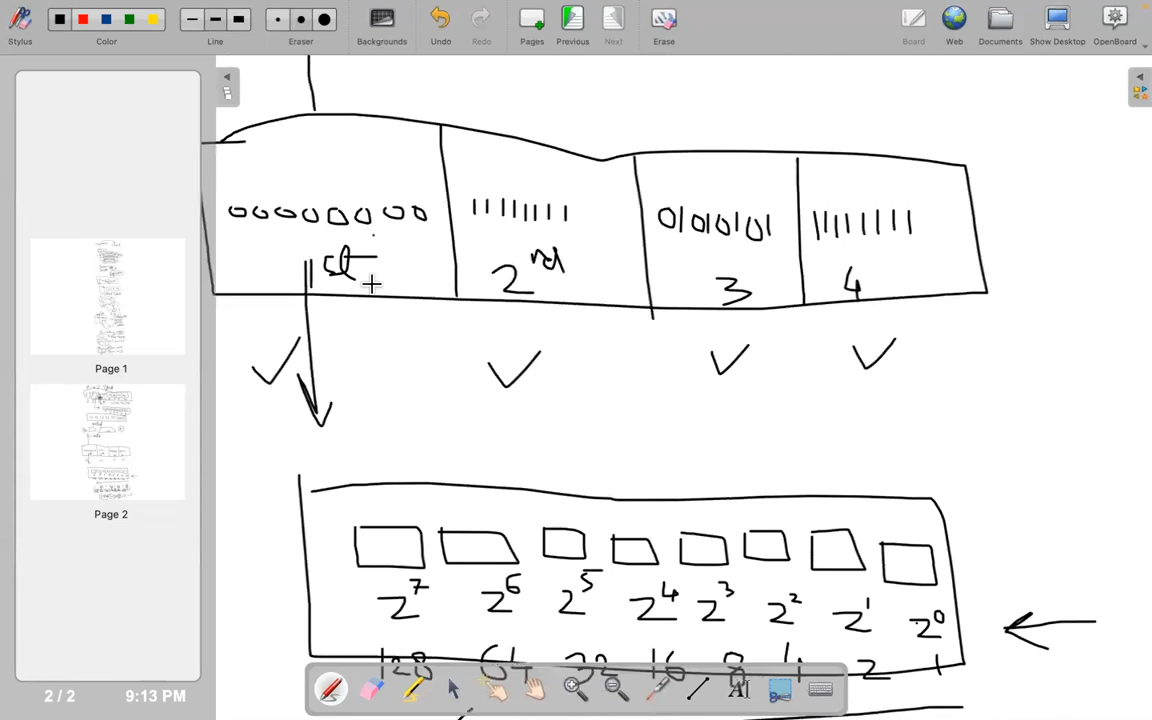 Stylus Color Line Eraser Backgrounds Undo Redo Pages Previous Next Erase Board Web Documents Show Desktop OpenBoard
00000000 11111111 01010101 11111111
1st 2nd 3 4
2^7 2^6 2^5 2^4 2^3 2^2 2^1 2^0
128 64 32 16 8 4 2 1
Page 1
Page 2
2 / 2 9:13 PM